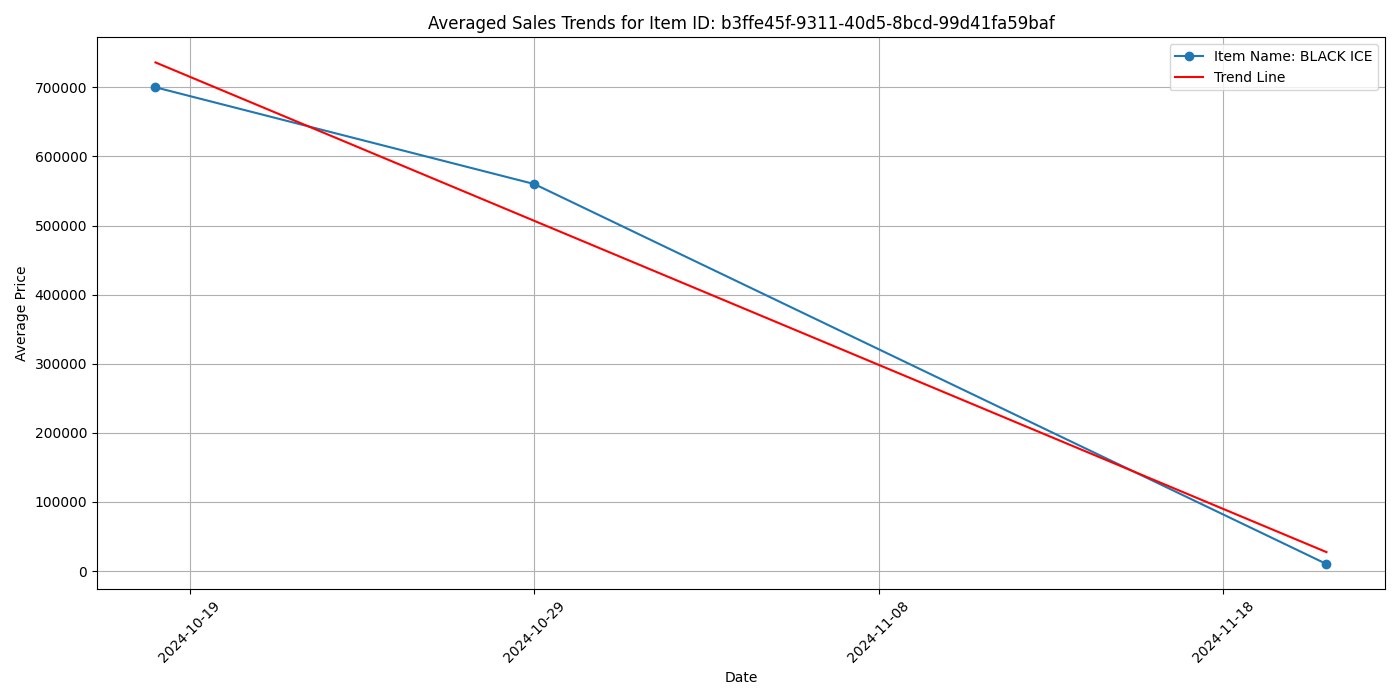 Averaged Sales Trends for Item ID: b3ffe45f-9311-40d5-8bcd-99d41fa59baf
Item Name: BLACK ICE
Trend Line
Average Price
700000
600000
500000
400000
300000
200000
100000
0
2024-10-19
2024-10-29
2024-11-08
2024-11-18
Date